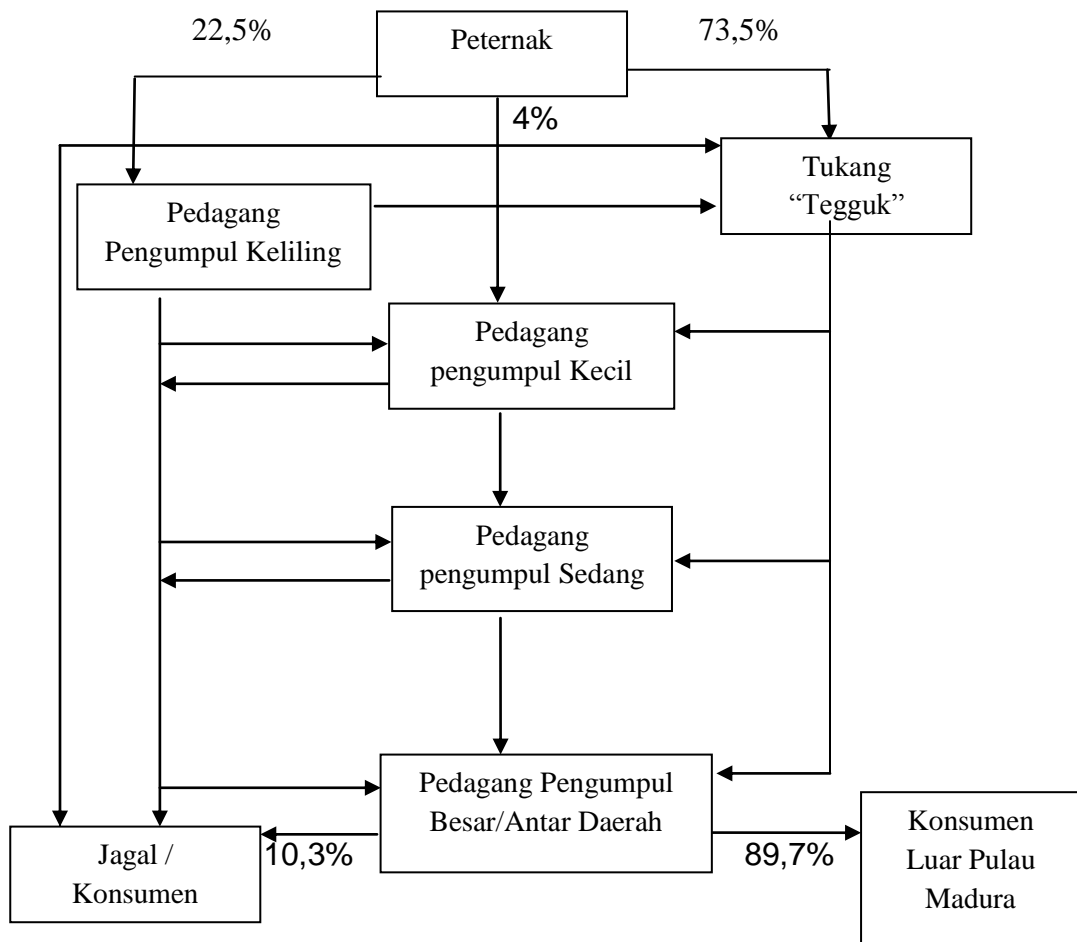 22,5%
Peternak
73,5%
4%
Tukang
“Tegguk”
Pedagang
Pengumpul Keliling
Pedagang
pengumpul Kecil
Pedagang
pengumpul Sedang
Pedagang Pengumpul
Besar/Antar Daerah
Jagal /
Konsumen
10,3%
89,7%
Konsumen
Luar Pulau
Madura